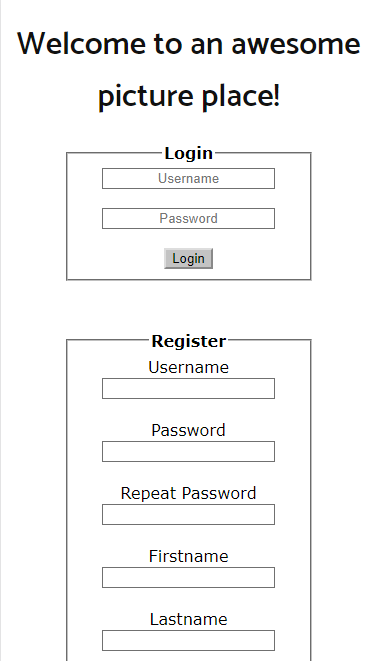 Welcome to an awesome
picture place!
Login
Username
Password
Login
Register
Username
Password
Repeat Password
Firstname
Lastname